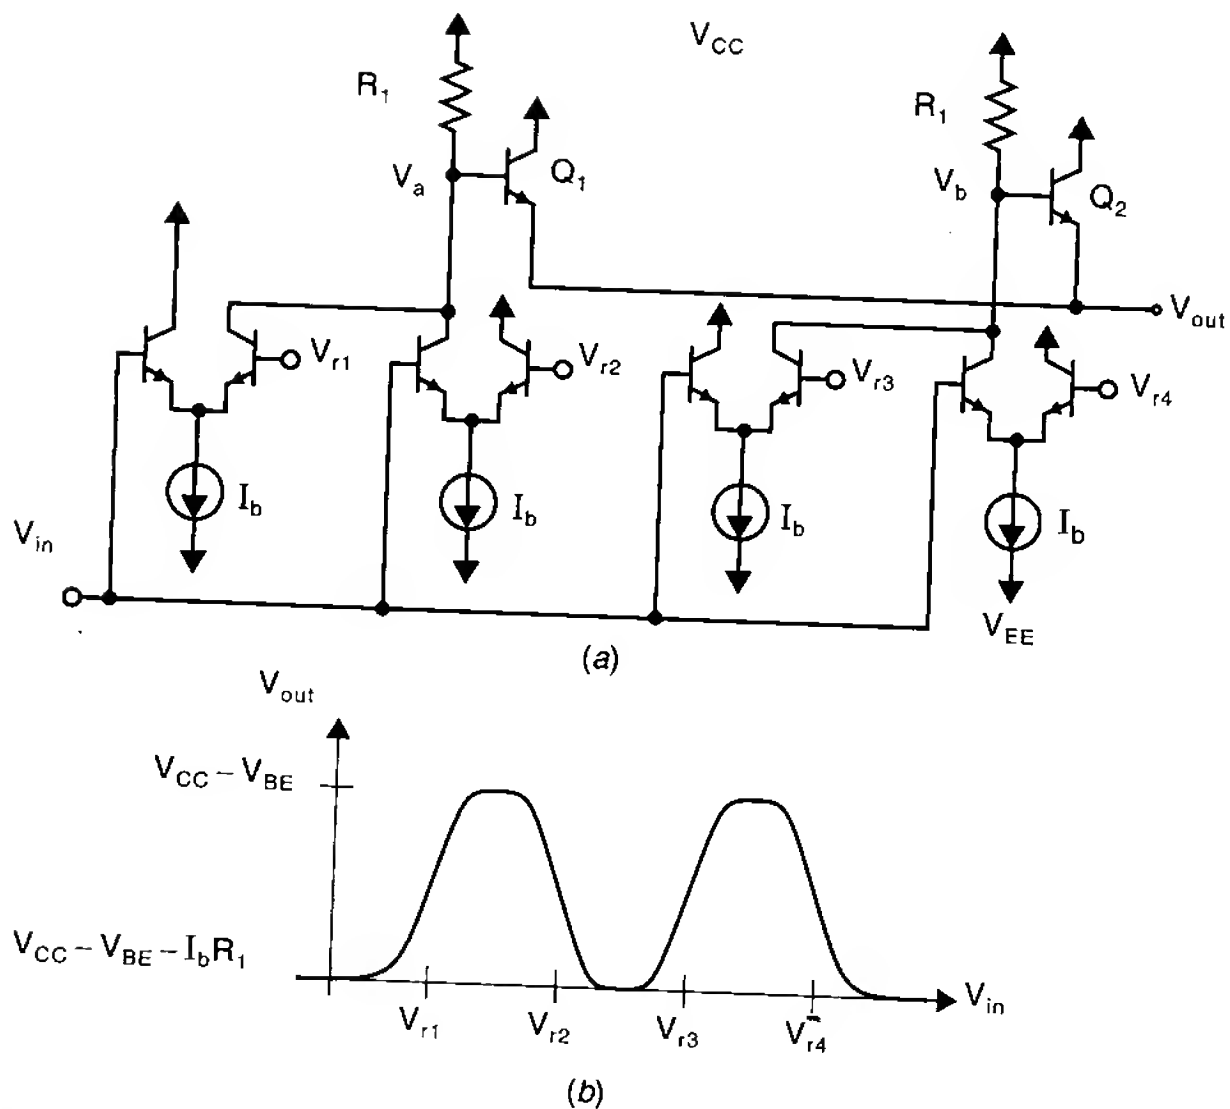 V_CC
R_1
R_1
V_a
Q_1
V_b
Q_2
V_out
V_r1
V_r2
V_r3
V_r4
I_b
I_b
I_b
I_b
V_in
V_EE
(a)
V_out
V_CC – V_BE
V_CC – V_BE – I_bR_1
V_in
V_r1
V_r2
V_r3
V_r4
(b)